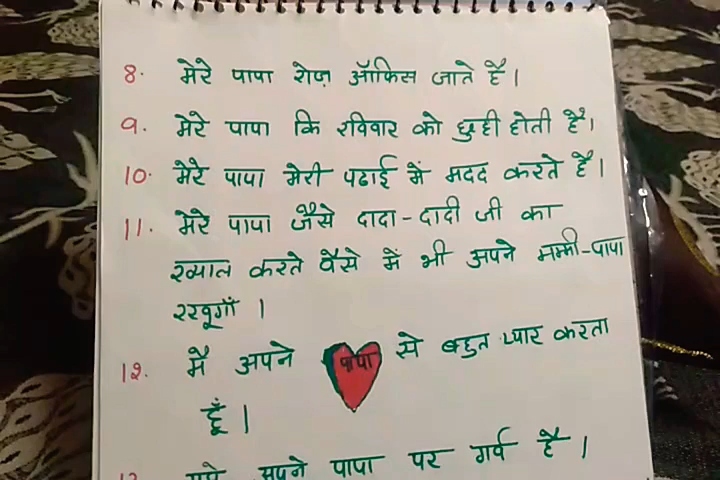 8. मेरे पापा रोज़ ऑफिस जाते है।
9. मेरे पापा कि रविवार को छुट्टी होती है।
10. मेरे पापा मेरी पढाई में मदद करते है।
11. मेरे पापा जैसे दादा-दादी जी का
ख्याल करते वैसे में भी अपने मम्मी-पापा
रखूगाँ ।
12. मै अपने पापा से बहुत प्यार करता
हूँ।
अपने पापा पर गर्व है।